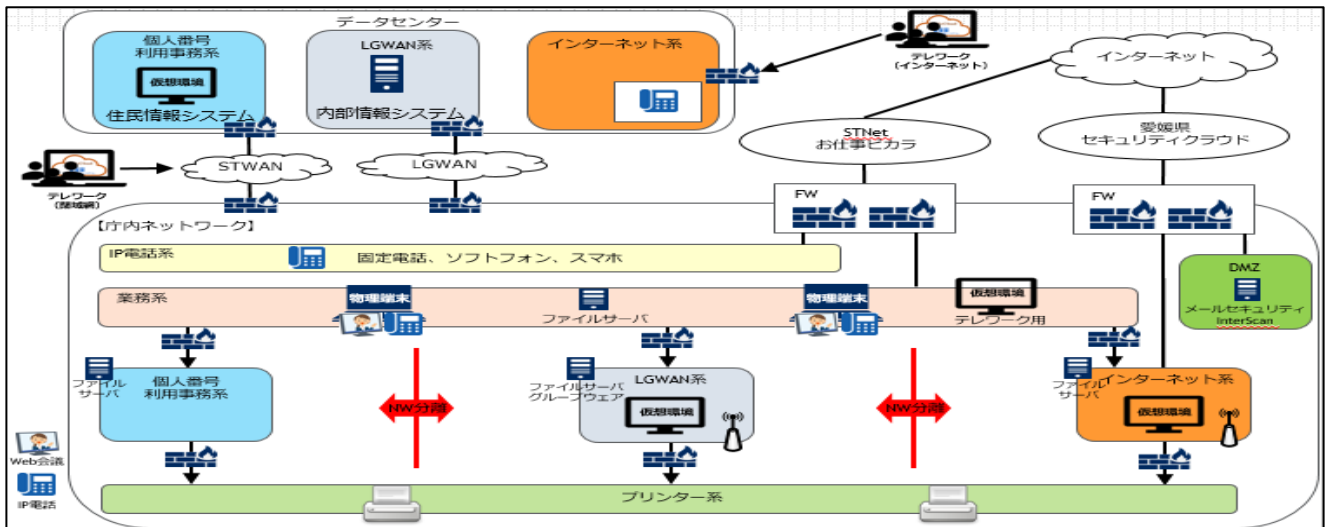 データセンター
個人番号
利用事務系
仮想環境
住民情報システム
LGWAN系
内部情報システム
インターネット系
テレワーク
(インターネット)
インターネット
STNet
お仕事ピカラ
愛媛県
セキュリティクラウド
テレワーク
(閉域網)
STWAN
LGWAN
FW
FW
【庁内ネットワーク】
IP電話系
固定電話、ソフトフォン、スマホ
DMZ
メールセキュリティ
InterScan
業務系
物理端末
ファイルサーバ
物理端末
仮想環境
テレワーク用
ファイル
サーバ
個人番号
利用事務系
NW分離
ファイルサーバ
グループウェア
LGWAN系
仮想環境
NW分離
ファイル
サーバ
インターネット系
仮想環境
Web会議
IP電話
プリンター系